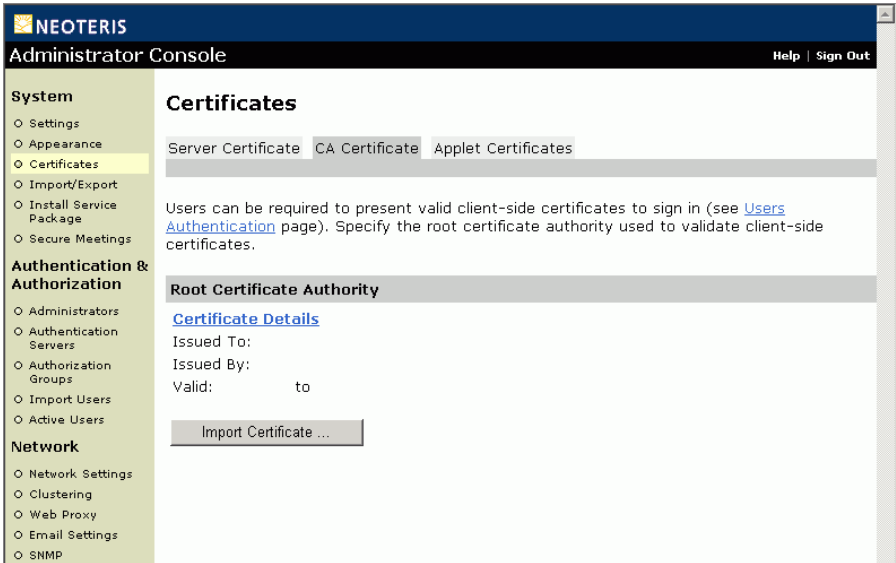 NEOTERIS
Administrator Console
Help | Sign Out
System
Settings
Appearance
Certificates
Import/Export
Install Service
Package
Secure Meetings
Authentication &
Authorization
Administrators
Authentication
Servers
Authorization
Groups
Import Users
Active Users
Network
Network Settings
Clustering
Web Proxy
Email Settings
SNMP
Certificates
Server Certificate CA Certificate Applet Certificates
Users can be required to present valid client-side certificates to sign in (see Users
Authentication page). Specify the root certificate authority used to validate client-side
certificates.
Root Certificate Authority
Certificate Details
Issued To:
Issued By:
Valid: to
Import Certificate ...